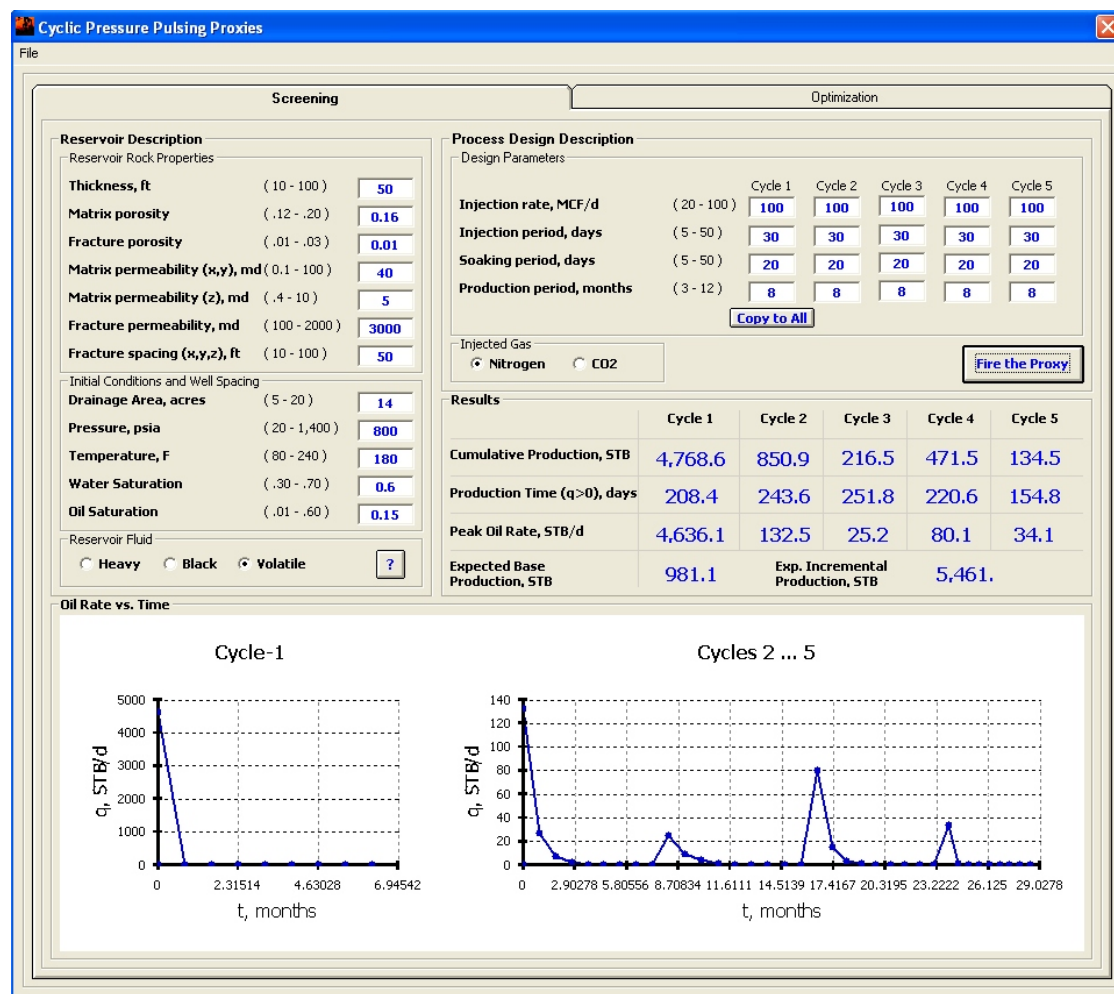 Cyclic Pressure Pulsing Proxies
File
Screening
Optimization
Reservoir Description
Reservoir Rock Properties
Thickness, ft ( 10 - 100 ) 50
Matrix porosity ( .12 - .20 ) 0.16
Fracture porosity ( .01 - .03 ) 0.01
Matrix permeability (x,y), md ( 0.1 - 100 ) 40
Matrix permeability (z), md ( .4 - 10 ) 5
Fracture permeability, md ( 100 - 2000 ) 3000
Fracture spacing (x,y,z), ft ( 10 - 100 ) 50
Initial Conditions and Well Spacing
Drainage Area, acres ( 5 - 20 ) 14
Pressure, psia ( 20 - 1,400 ) 800
Temperature, F ( 80 - 240 ) 180
Water Saturation ( .30 - .70 ) 0.6
Oil Saturation ( .01 - .60 ) 0.15
Reservoir Fluid
Heavy Black Volatile ?
Process Design Description
Design Parameters
Cycle 1 Cycle 2 Cycle 3 Cycle 4 Cycle 5
Injection rate, MCF/d ( 20 - 100 ) 100 100 100 100 100
Injection period, days ( 5 - 50 ) 30 30 30 30 30
Soaking period, days ( 5 - 50 ) 20 20 20 20 20
Production period, months ( 3 - 12 ) 8 8 8 8 8
Copy to All
Injected Gas
Nitrogen CO2
Fire the Proxy
Results
Cycle 1 Cycle 2 Cycle 3 Cycle 4 Cycle 5
Cumulative Production, STB 4,768.6 850.9 216.5 471.5 134.5
Production Time (q>0), days 208.4 243.6 251.8 220.6 154.8
Peak Oil Rate, STB/d 4,636.1 132.5 25.2 80.1 34.1
Expected Base Production, STB 981.1 Exp. Incremental Production, STB 5,461.
Oil Rate vs. Time
Cycle-1
5000
4000
3000
2000
1000
0
q, STB/d
0 2.31514 4.63028 6.94542
t, months
Cycles 2 ... 5
140
120
100
80
60
40
20
0
q, STB/d
0 2.90278 5.80556 8.70834 11.6111 14.5139 17.4167 20.3195 23.2222 26.125 29.0278
t, months